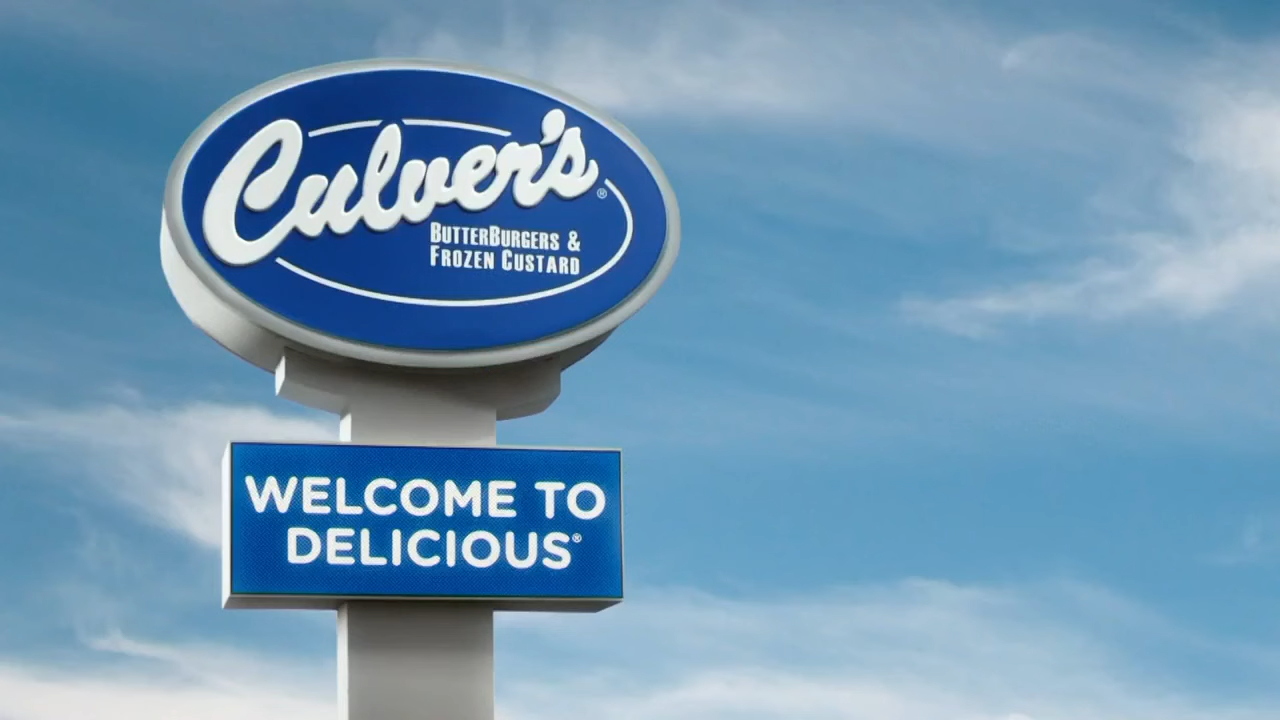 Culver's®
ButterBurgers &
Frozen Custard
WELCOME TO
DELICIOUS®